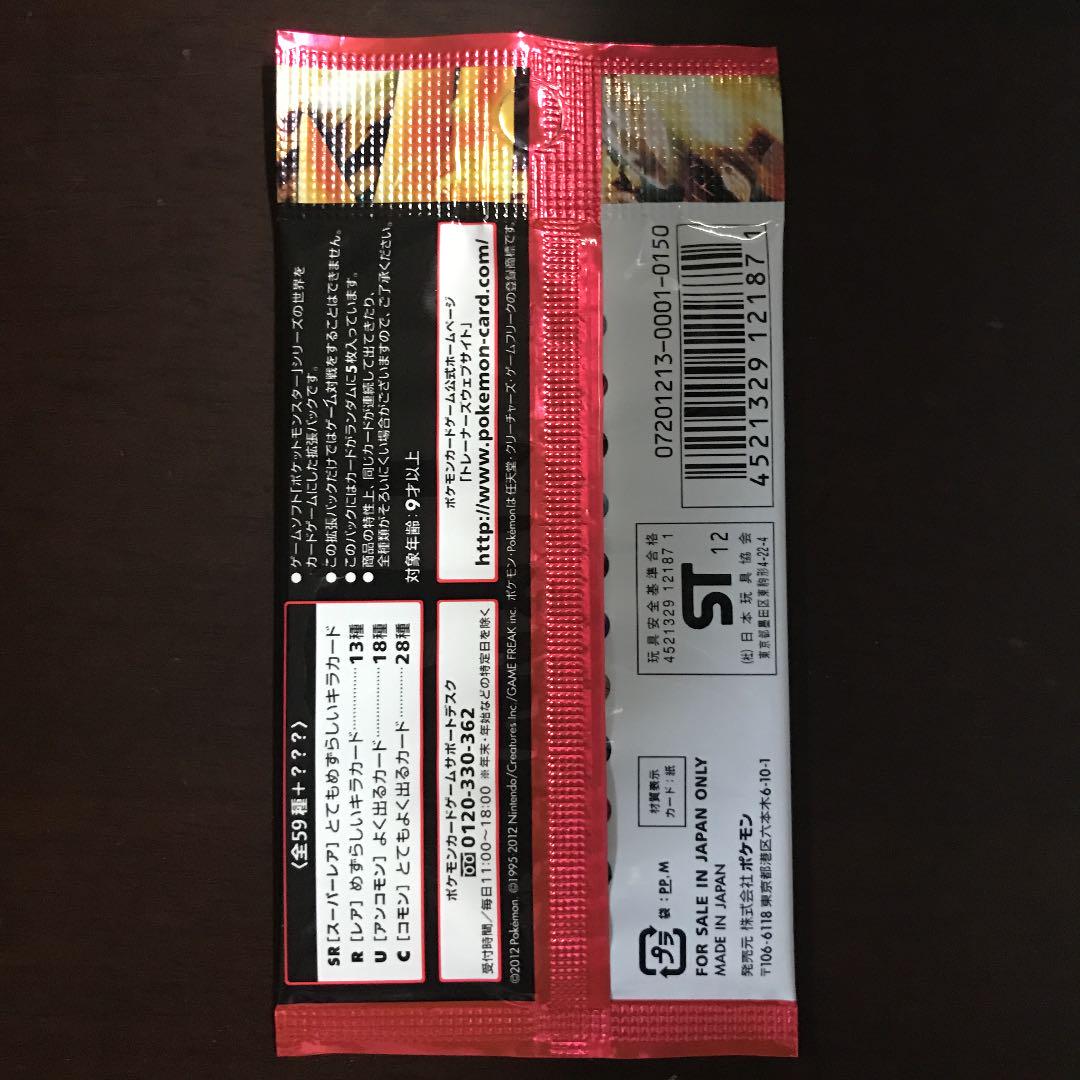 ● ゲームソフト「ポケットモンスター」シリーズの世界を
カードゲームにした拡張パックです。
● この拡張パックだけではゲーム対戦をすることはできません。
● このパックにはカードがランダムに5枚入っています。
● 商品の特性上、同じカードが連続して出てきたり、
全種類がそろいにくい場合がございますので、ご了承ください。
対象年齢：9才以上
ポケモンカードゲーム公式ホームページ
「トレーナーズウェブサイト」
http://www.pokemon-card.com/
〈全59種+???〉
SR［スーパーレア］とてもめずらしいキラカード
R［レア］めずらしいキラカード…………13種
U［アンコモン］よく出るカード…………18種
C［コモン］とてもよく出るカード…………28種
ポケモンカードゲームサポートデスク
0120-330-362
受付時間／毎日11:00〜18:00 ※年末・年始などの特定日を除く
©2012 Pokémon. ©1995 2012 Nintendo/Creatures Inc./GAME FREAK inc. ポケモン・Pokémonは任天堂・クリーチャーズ・ゲームフリークの登録商標です。
07201213-0001-0150
4521329 121871
玩具安全基準合格
4521329 121871
ST 12
(社)日本玩具協会
東京都墨田区東駒形4-22-4
材質表示
カード：紙
プラ 袋：PP,M
FOR SALE IN JAPAN ONLY
MADE IN JAPAN
発売元 株式会社ポケモン
〒106-6118 東京都港区六本木6-10-1